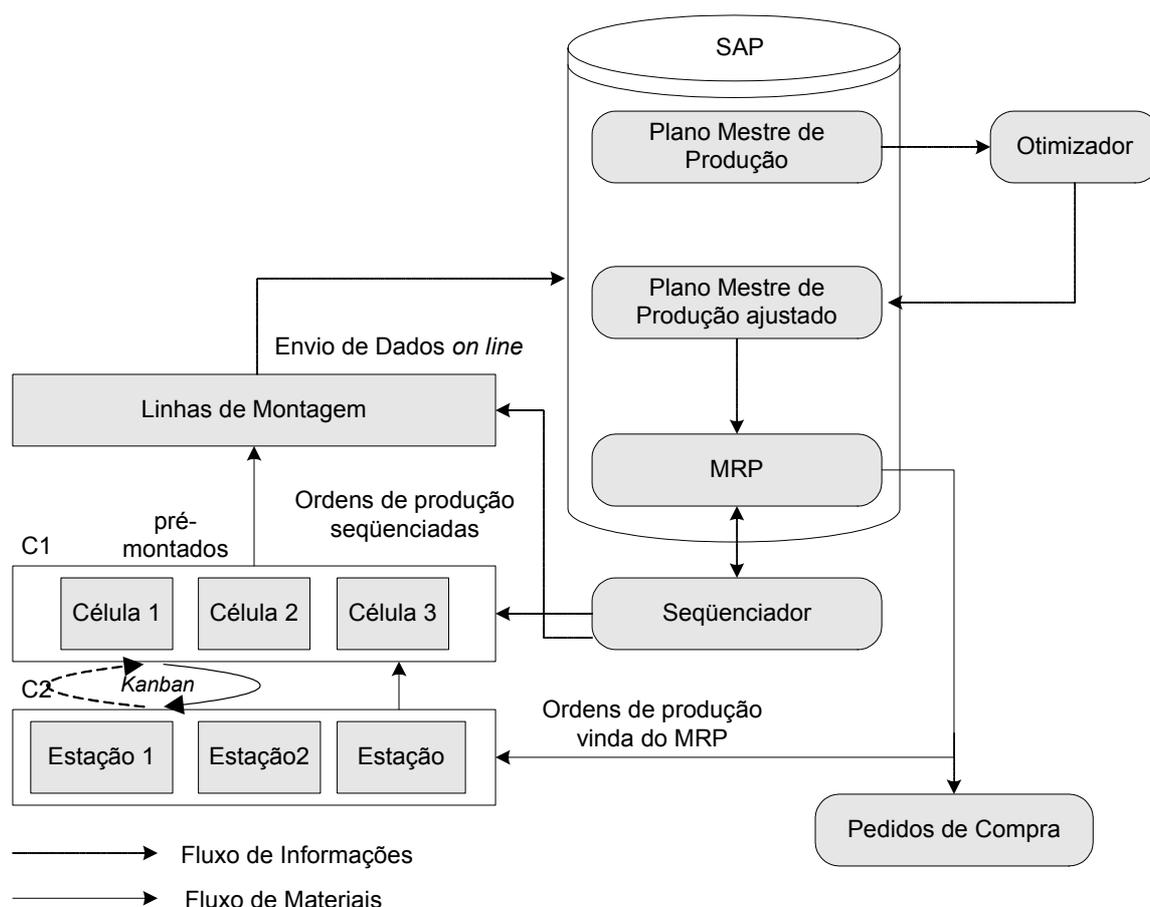 SAP
Plano Mestre de
Produção
Otimizador
Plano Mestre de
Produção ajustado
Envio de Dados on line
Linhas de Montagem
MRP
Ordens de produção
seqüenciadas
pré-
montados
C1
Célula 1
Célula 2
Célula 3
Seqüenciador
C2
Kanban
Ordens de produção
vinda do MRP
Estação 1
Estação2
Estação
Pedidos de Compra
Fluxo de Informações
Fluxo de Materiais